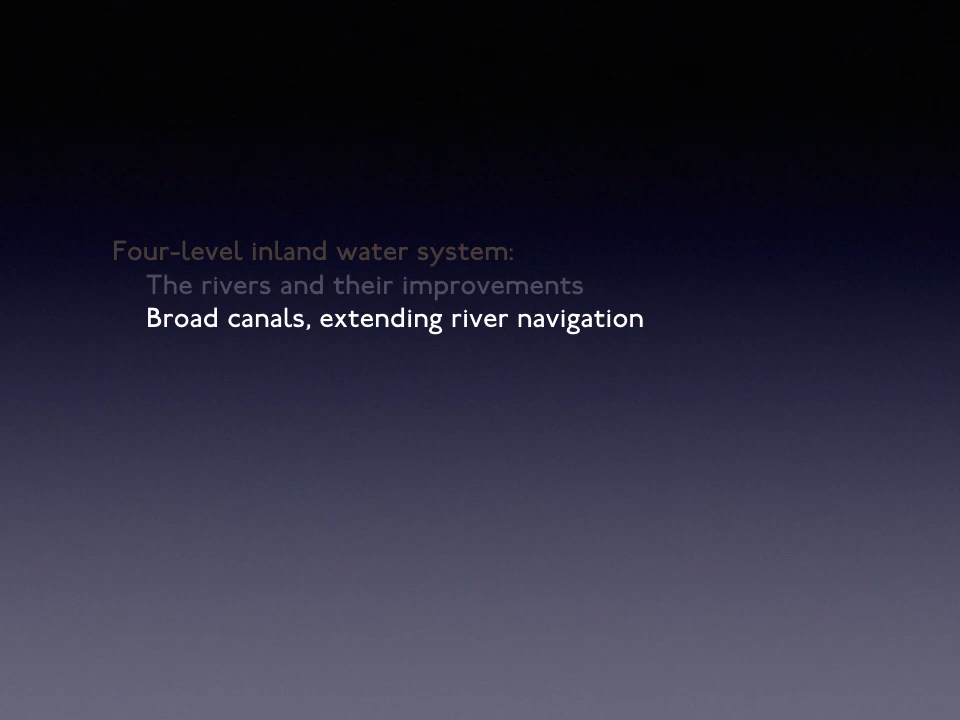 Four-level inland water system:
The rivers and their improvements
Broad canals, extending river navigation